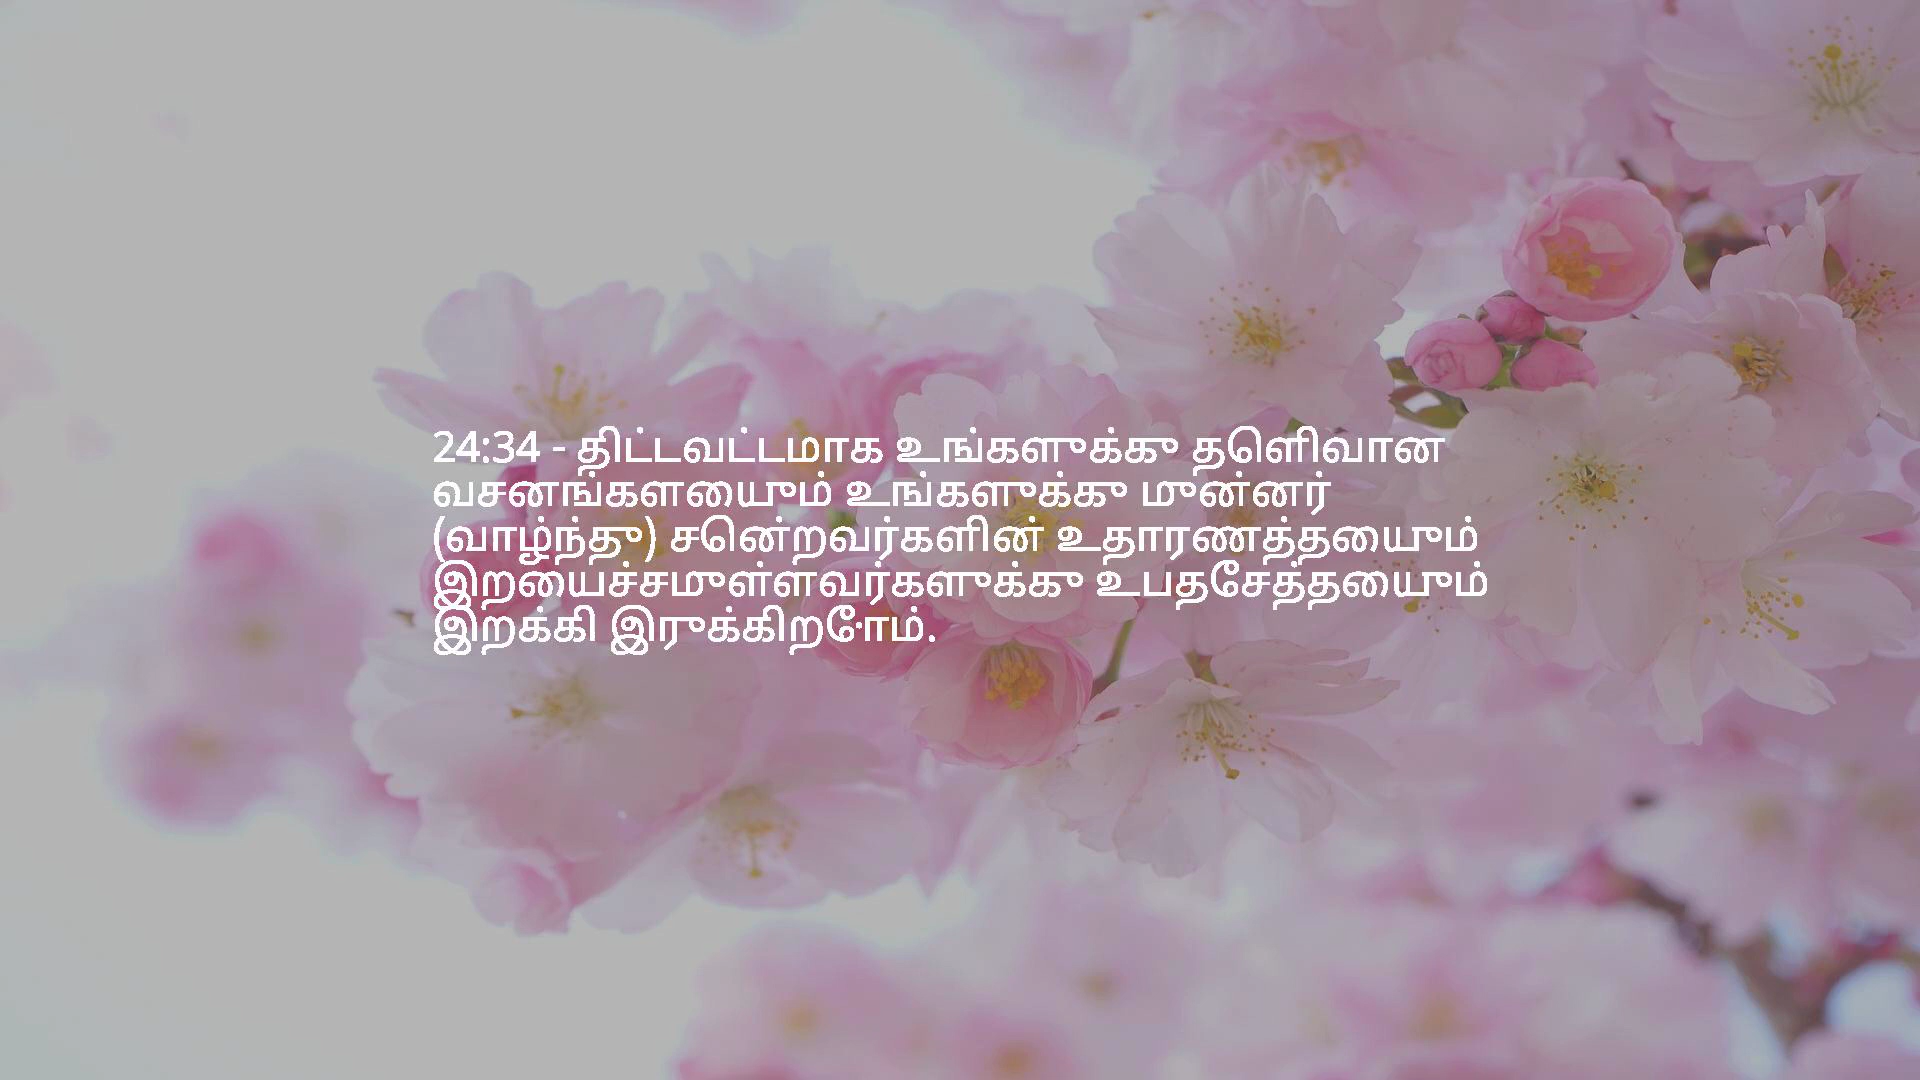 24:34 - திட்டவட்டமாக உங்களுக்கு தெளிவான
வசனங்களையும் உங்களுக்கு முன்னர்
(வாழ்ந்து) சென்றவர்களின் உதாரணத்தையும்
இறையச்சமுள்ளவர்களுக்கு உபதேசத்தையும்
இறக்கி இருக்கிறோம்.